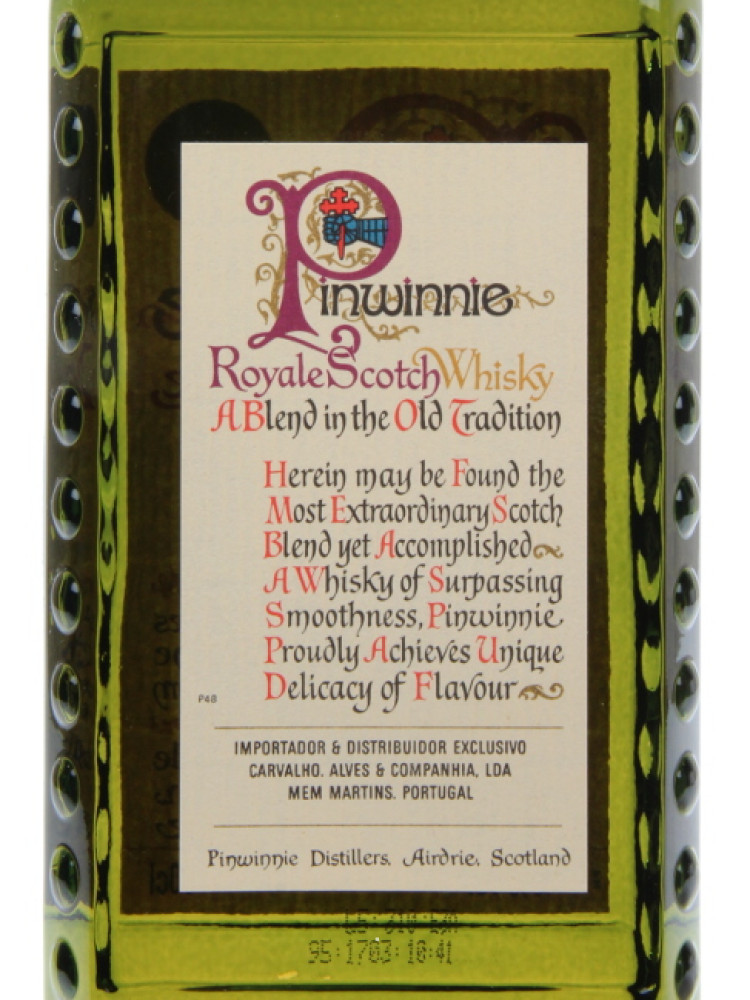 Pinwinnie
Royale Scotch Whisky
A Blend in the Old Tradition
Herein may be Found the
Most Extraordinary Scotch
Blend yet Accomplished
A Whisky of Surpassing
Smoothness, Pinwinnie
Proudly Achieves Unique
Delicacy of Flavour
P48
IMPORTADOR & DISTRIBUIDOR EXCLUSIVO
CARVALHO. ALVES & COMPANHIA, LDA
MEM MARTINS. PORTUGAL
Pinwinnie Distillers. Airdrie. Scotland
95:1703:10:41